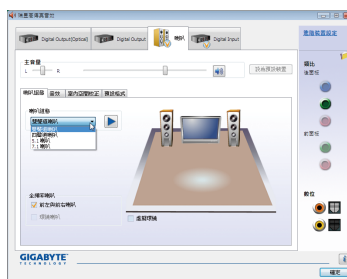 Digital Output(Optical)
Digital Output
喇叭
Digital Input
進階裝置設定
主音量
L
R
設為預設裝置
類比
後面板
喇叭組態
音效
室內空間校正
預設格式
喇叭組態
雙聲道喇叭
雙聲道喇叭
四聲道喇叭
5.1 喇叭
7.1 喇叭
前面板
全頻率喇叭
前左與前右喇叭
環繞喇叭
虛擬環繞
數位
GIGABYTE
TECHNOLOGY
確定